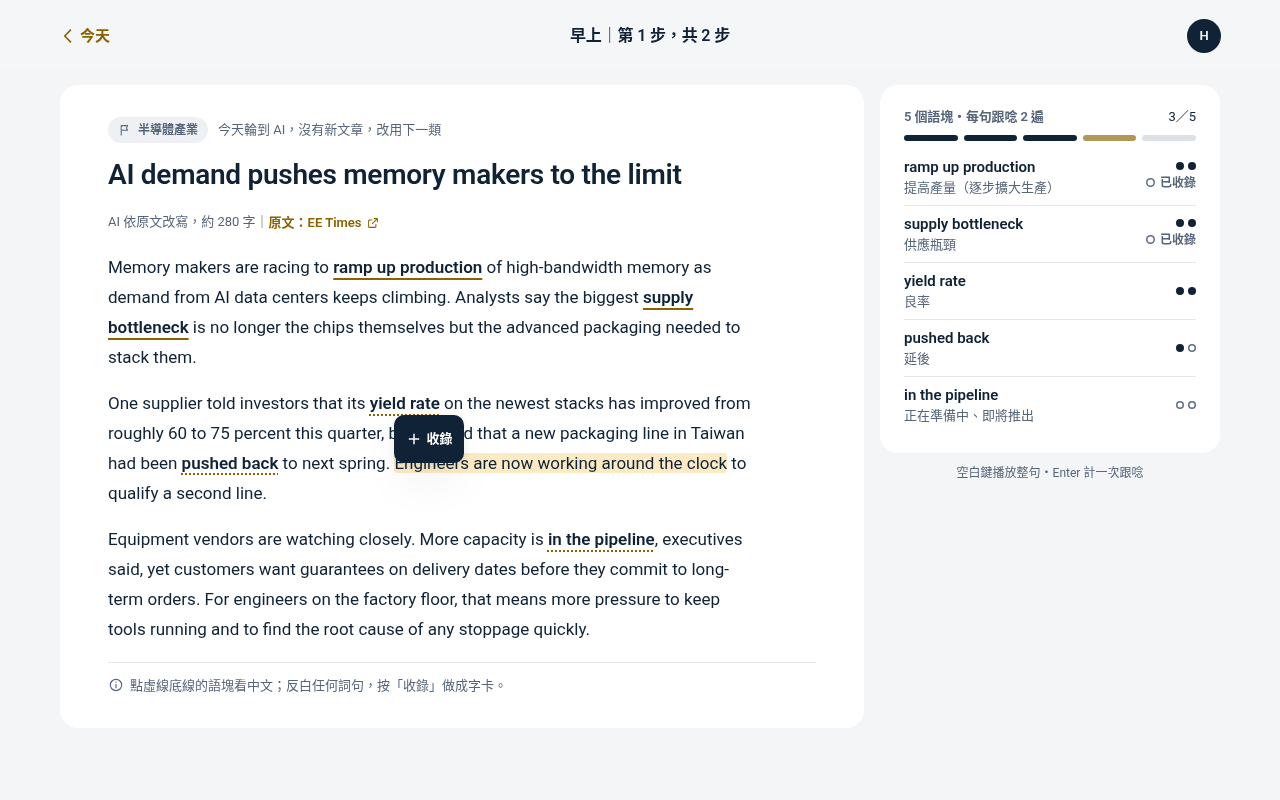 今天
早上｜第 1 步，共 2 步
H
半導體產業 今天輪到 AI，沒有新文章，改用下一類
AI demand pushes memory makers to the limit
AI 依原文改寫，約 280 字｜原文：EE Times
Memory makers are racing to ramp up production of high-bandwidth memory as
demand from AI data centers keeps climbing. Analysts say the biggest supply
bottleneck is no longer the chips themselves but the advanced packaging needed to
stack them.
One supplier told investors that its yield rate on the newest stacks has improved from
roughly 60 to 75 percent this quarter, that a new packaging line in Taiwan
had been pushed back to next spring. Engineers are now working around the clock to
qualify a second line.
＋ 收錄
Equipment vendors are watching closely. More capacity is in the pipeline, executives
said, yet customers want guarantees on delivery dates before they commit to long-
term orders. For engineers on the factory floor, that means more pressure to keep
tools running and to find the root cause of any stoppage quickly.
點虛線底線的語塊看中文；反白任何詞句，按「收錄」做成字卡。
5 個語塊・每句跟唸 2 遍 3／5
ramp up production
提高產量（逐步擴大生產） 已收錄
supply bottleneck
供應瓶頸 已收錄
yield rate
良率
pushed back
延後
in the pipeline
正在準備中、即將推出
空白鍵播放整句・Enter 計一次跟唸